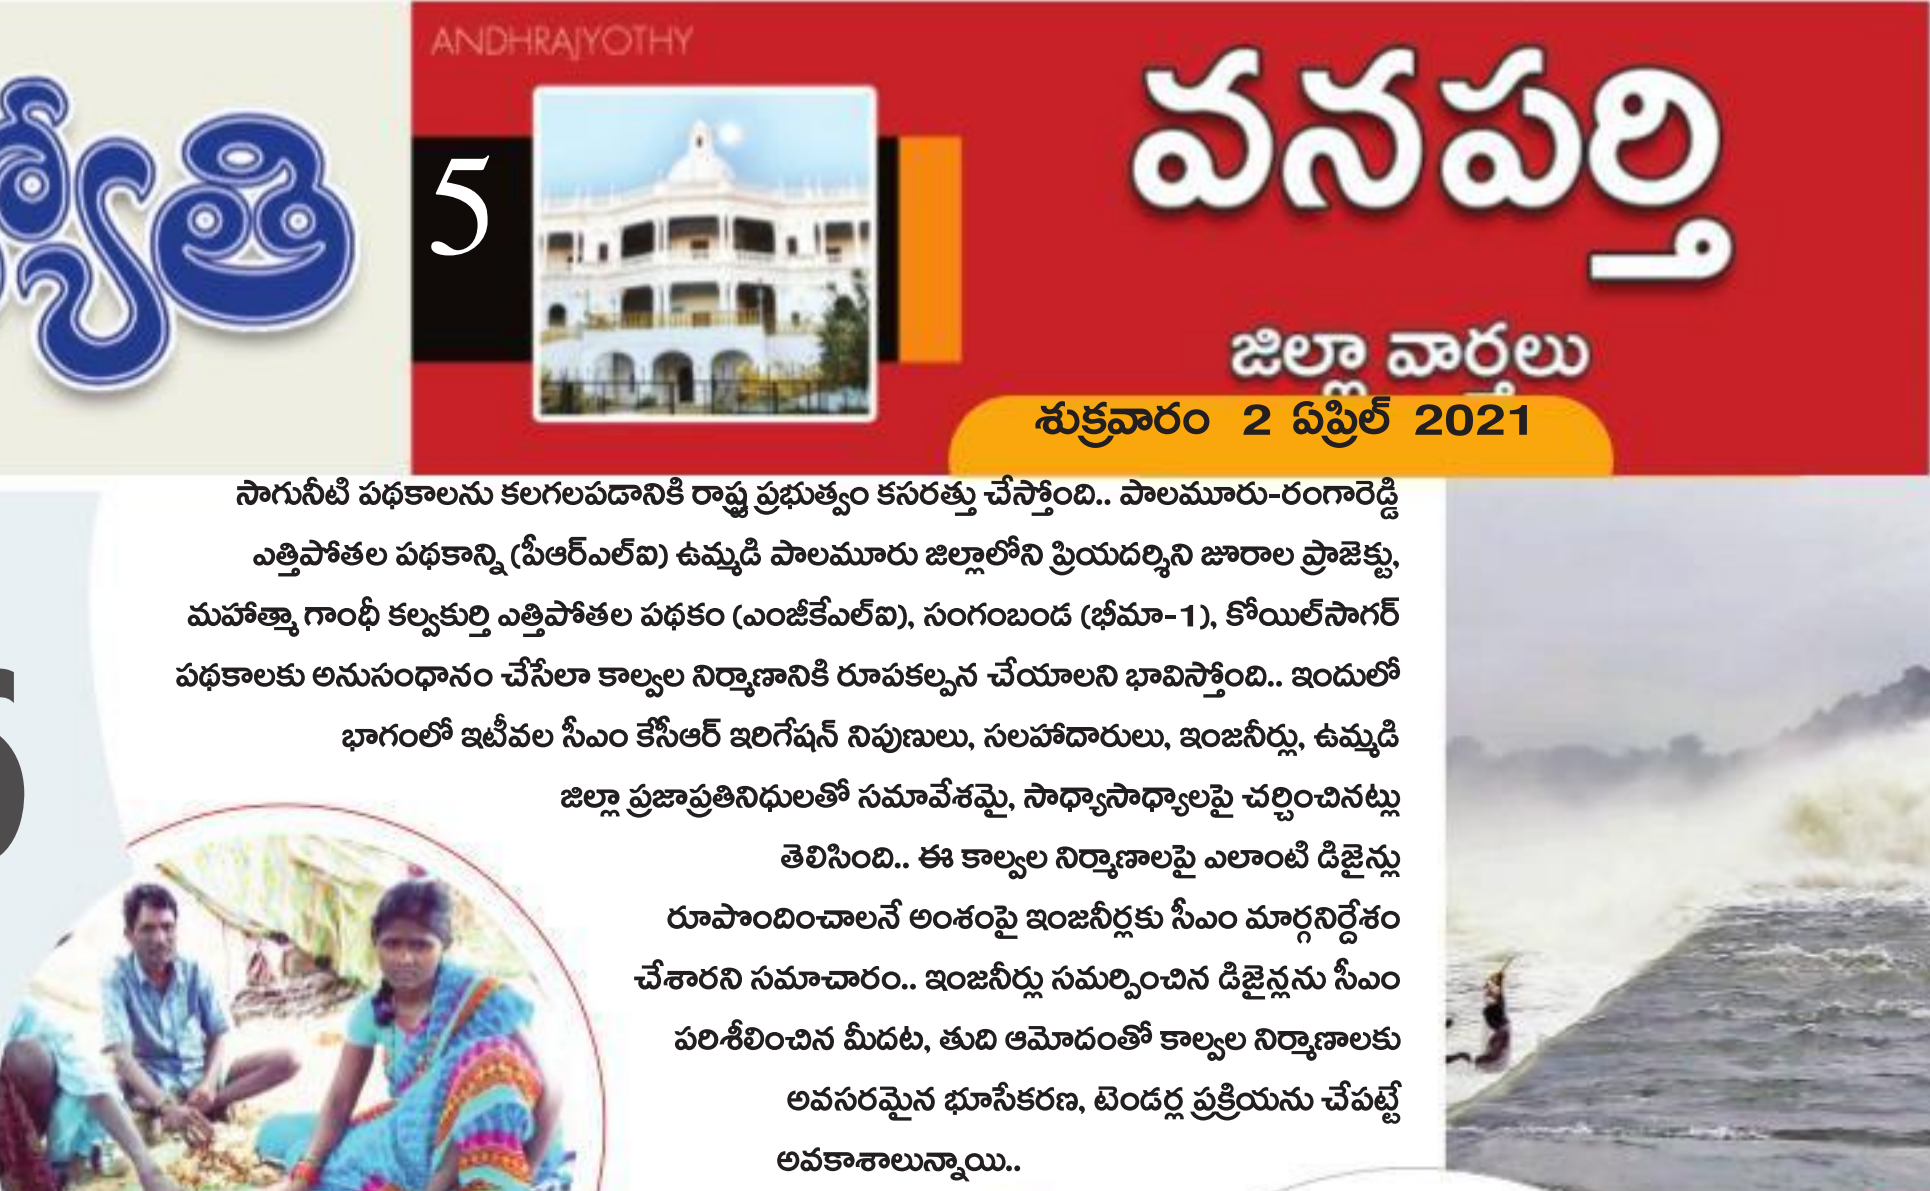 ANDHRAJYOTHY
5
వనపర్తి
జిల్లా వార్తలు
శుక్రవారం 2 ఏప్రిల్ 2021
సాగునీటి పథకాలను కలగలపడానికి రాష్ట్ర ప్రభుత్వం కసరత్తు చేస్తోంది.. పాలమూరు-రంగారెడ్డి
ఎత్తిపోతల పథకాన్ని (పీఆర్ఎల్ఐ) ఉమ్మడి పాలమూరు జిల్లాలోని ప్రియదర్శిని జూరాల ప్రాజెక్టు,
మహాత్మా గాంధీ కల్వకుర్తి ఎత్తిపోతల పథకం (ఎంజీకేఎల్ఐ), సంగంబండ (భీమా-1), కోయిల్‌సాగర్
పథకాలకు అనుసంధానం చేసేలా కాల్వల నిర్మాణానికి రూపకల్పన చేయాలని భావిస్తోంది.. ఇందులో
భాగంలో ఇటీవల సీఎం కేసీఆర్ ఇరిగేషన్ నిపుణులు, సలహాదారులు, ఇంజనీర్లు, ఉమ్మడి
జిల్లా ప్రజాప్రతినిధులతో సమావేశమై, సాధ్యాసాధ్యాలపై చర్చించినట్లు
తెలిసింది.. ఈ కాల్వల నిర్మాణాలపై ఎలాంటి డిజైన్లు
రూపొందించాలనే అంశంపై ఇంజనీర్లకు సీఎం మార్గనిర్దేశం
చేశారని సమాచారం.. ఇంజనీర్లు సమర్పించిన డిజైన్లను సీఎం
పరిశీలించిన మీదట, తుది ఆమోదంతో కాల్వల నిర్మాణాలకు
అవసరమైన భూసేకరణ, టెండర్ల ప్రక్రియను చేపట్టే
అవకాశాలున్నాయి..